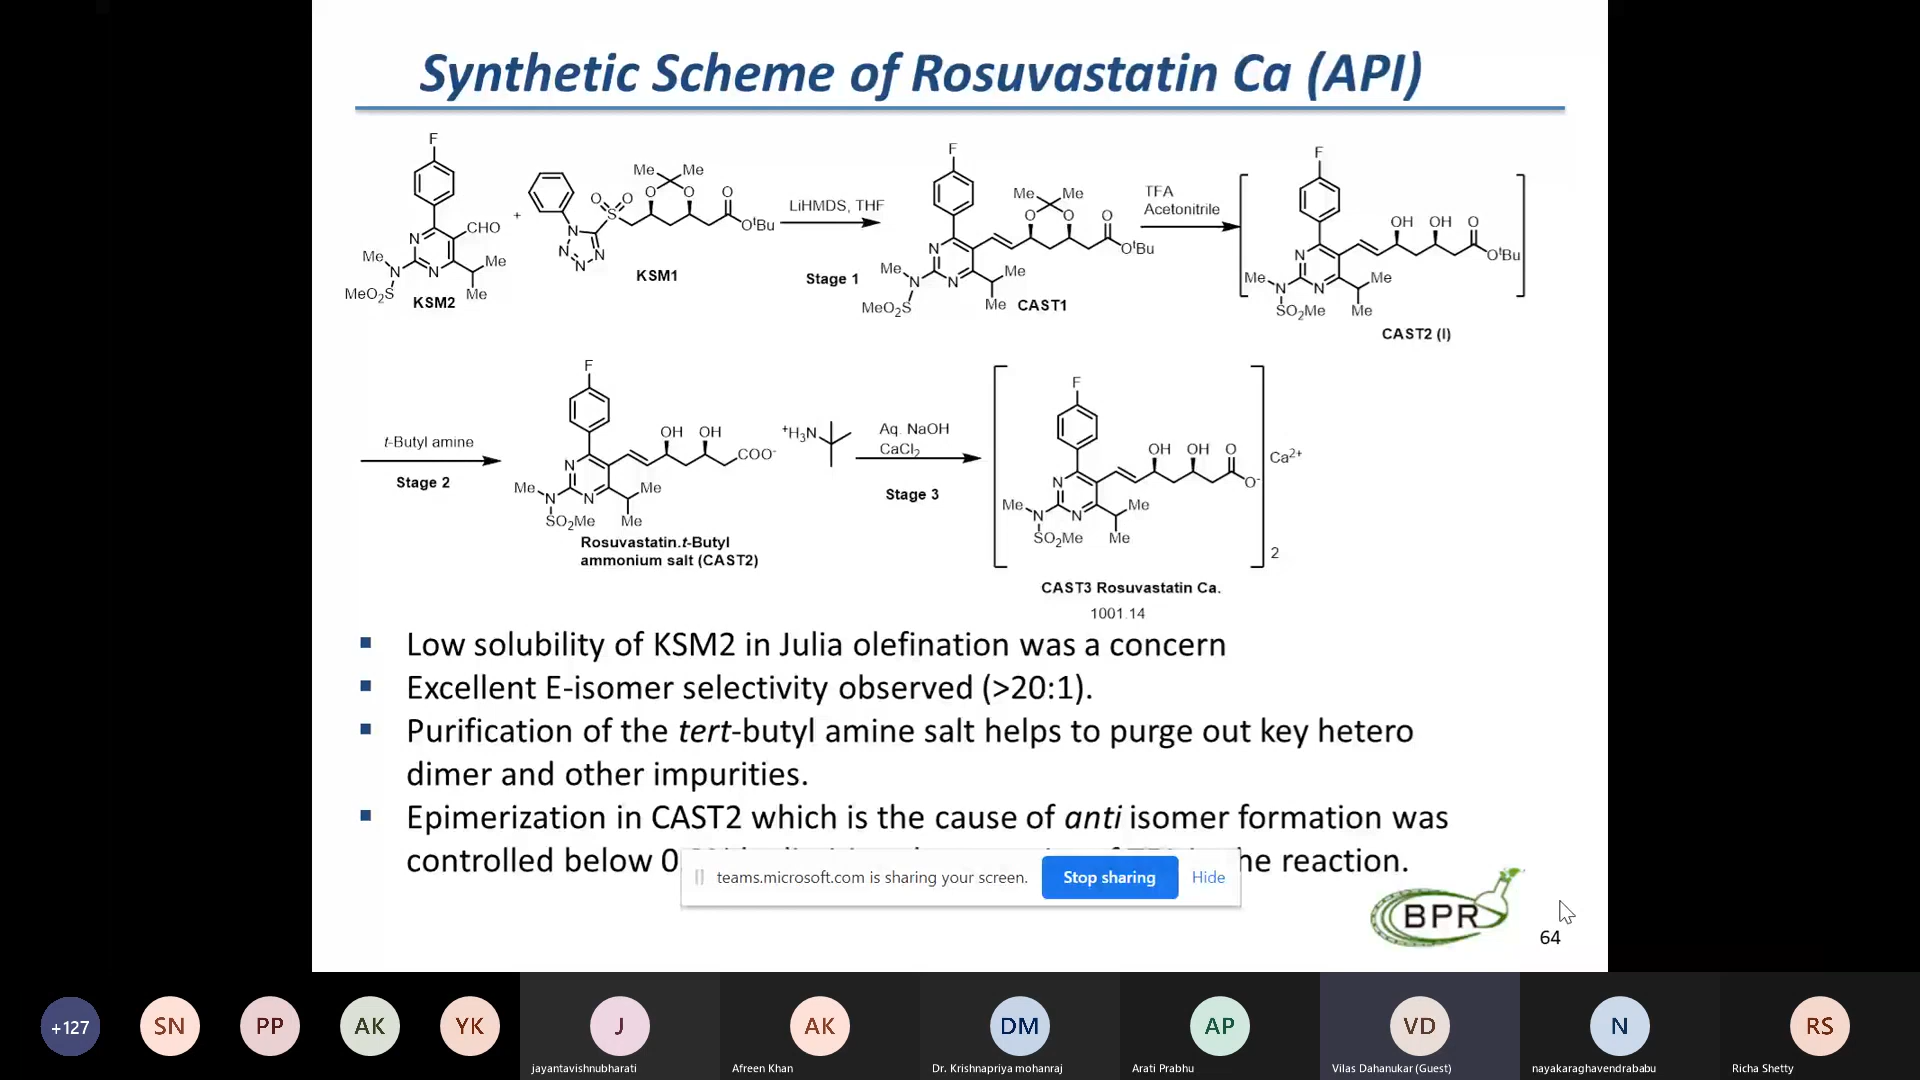 Synthetic Scheme of Rosuvastatin Ca (API)
F
CHO
N
Me
N
N
MeO2S
Me
Me
KSM2
+
N
N
N
N
O O
S
Me Me
O O
O
OtBu
KSM1
LiHMDS, THF
Stage 1
F
Me Me
O O
O
OtBu
N
Me
N
N
MeO2S
Me
Me
CAST1
TFA
Acetonitrile
F
OH OH O
OtBu
N
Me
N
N
SO2Me
Me
Me
CAST2 (I)
t-Butyl amine
Stage 2
F
OH OH
COO-
N
Me
N
N
SO2Me
Me
Me
+H3N
Rosuvastatin.t-Butyl
ammonium salt (CAST2)
Aq. NaOH
CaCl2
Stage 3
F
OH OH O
O-
N
Me
N
N
SO2Me
Me
Me
Ca2+
2
CAST3 Rosuvastatin Ca.
1001.14
▪ Low solubility of KSM2 in Julia olefination was a concern
▪ Excellent E-isomer selectivity observed (>20:1).
▪ Purification of the tert-butyl amine salt helps to purge out key hetero
dimer and other impurities.
▪ Epimerization in CAST2 which is the cause of anti isomer formation was
controlled below 0 he reaction.
teams.microsoft.com is sharing your screen. Stop sharing Hide
BPR
64
+127 SN PP AK YK J AK DM AP VD N RS
jayantavishnubharati Afreen Khan Dr. Krishnapriya mohanraj Arati Prabhu Vilas Dahanukar (Guest) nayakaraghavendrababu Richa Shetty